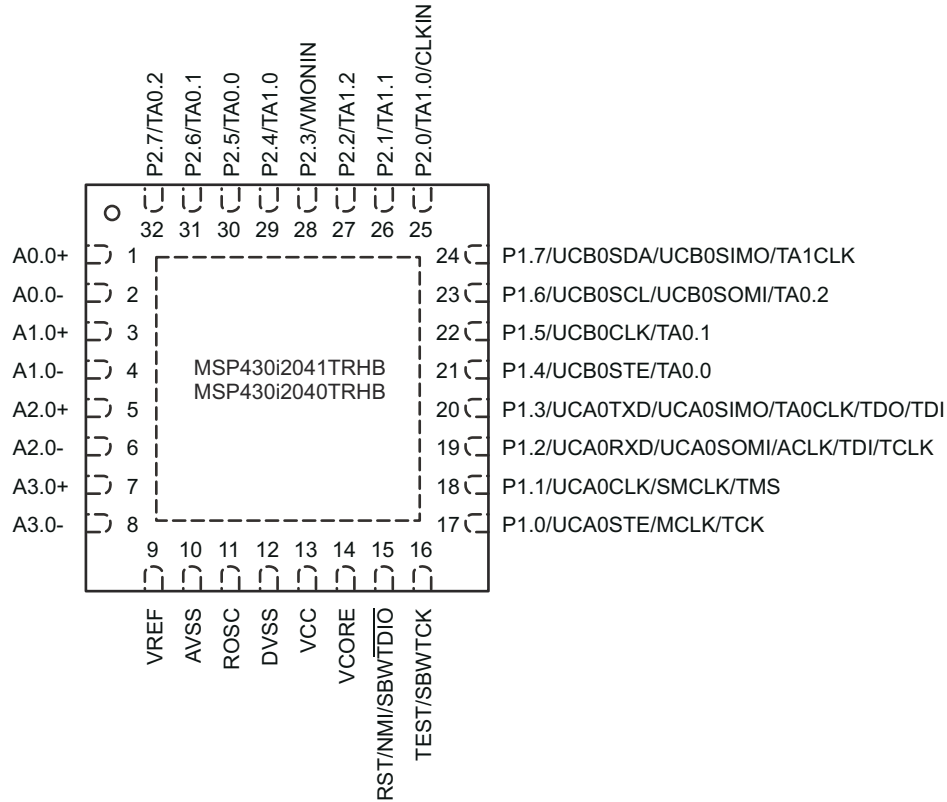 P2.7/TA0.2
P2.6/TA0.1
P2.5/TA0.0
P2.4/TA1.0
P2.3/VMONIN
P2.2/TA1.2
P2.1/TA1.1
P2.0/TA1.0/CLKIN
32 31 30 29 28 27 26 25
A0.0+ 1
24 P1.7/UCB0SDA/UCB0SIMO/TA1CLK
A0.0- 2
23 P1.6/UCB0SCL/UCB0SOMI/TA0.2
A1.0+ 3
22 P1.5/UCB0CLK/TA0.1
A1.0- 4
21 P1.4/UCB0STE/TA0.0
A2.0+ 5
20 P1.3/UCA0TXD/UCA0SIMO/TA0CLK/TDO/TDI
A2.0- 6
19 P1.2/UCA0RXD/UCA0SOMI/ACLK/TDI/TCLK
A3.0+ 7
18 P1.1/UCA0CLK/SMCLK/TMS
A3.0- 8
17 P1.0/UCA0STE/MCLK/TCK
MSP430i2041TRHB
MSP430i2040TRHB
9 10 11 12 13 14 15 16
VREF
AVSS
ROSC
DVSS
VCC
VCORE
RST/NMI/SBWTDIO
TEST/SBWTCK